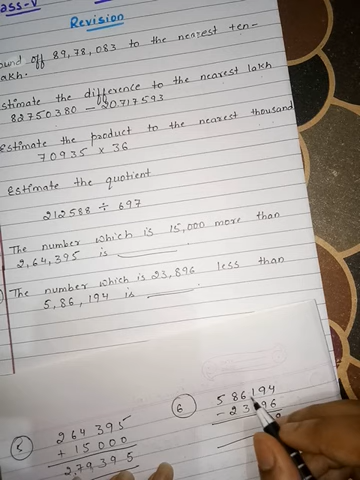 ass-V
Revision
ound off 89,78,083 to the nearest ten-
akh.
stimate the difference to the nearest lakh
82750380 - 20717593
Estimate the product to the nearest thousand
70935 × 36
Estimate the quotient
212588 ÷ 697
The number which is 15,000 more than
2,64,395 is
The number which is 23,896 less than
5,86,194 is
5
264395
+ 15000
2,79395
6
586194
- 23 96